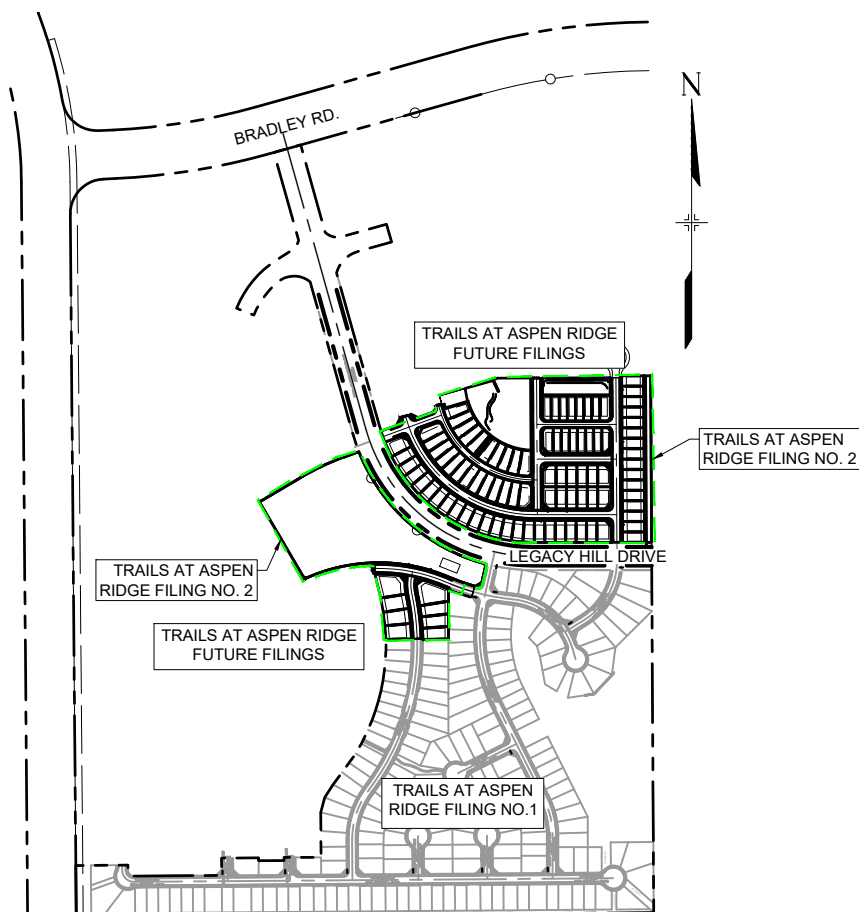 BRADLEY RD.
N
TRAILS AT ASPEN RIDGE
FUTURE FILINGS
TRAILS AT ASPEN
RIDGE FILING NO. 2
LEGACY HILL DRIVE
TRAILS AT ASPEN
RIDGE FILING NO. 2
TRAILS AT ASPEN RIDGE
FUTURE FILINGS
TRAILS AT ASPEN
RIDGE FILING NO.1